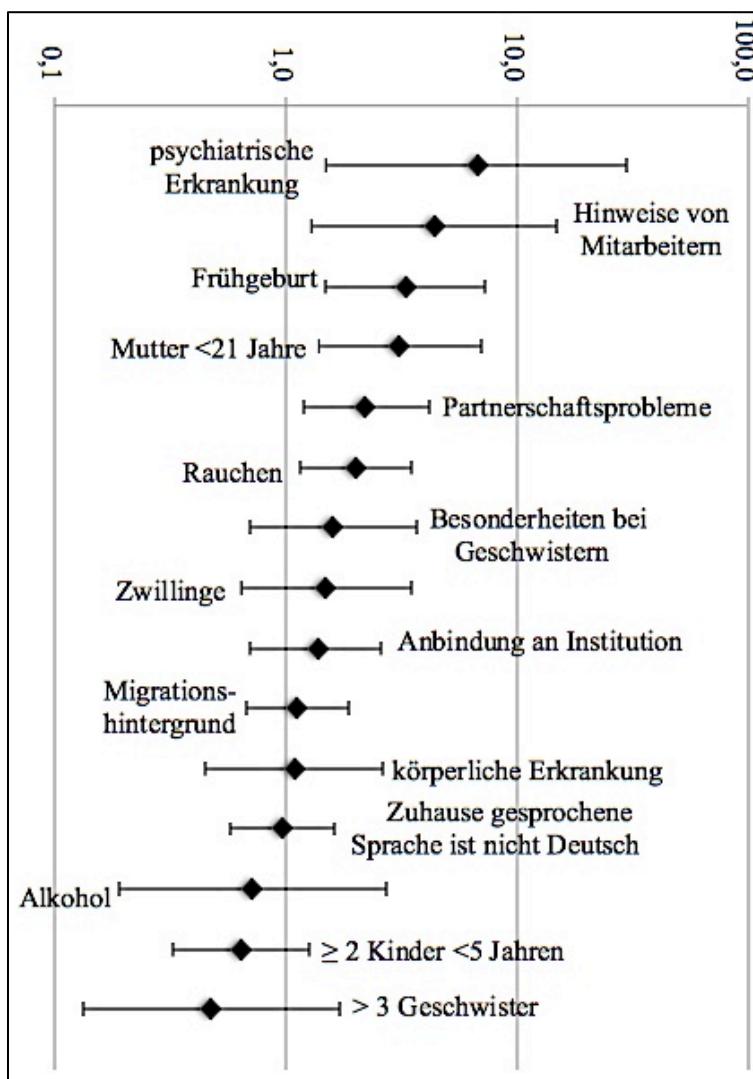 0,1
1,0
10,0
100,0
psychiatrische
Erkrankung
Hinweise von
Mitarbeitern
Frühgeburt
Mutter <21 Jahre
Partnerschaftsprobleme
Rauchen
Besonderheiten bei
Geschwistern
Zwillinge
Anbindung an Institution
Migrations-
hintergrund
körperliche Erkrankung
Zuhause gesprochene
Sprache ist nicht Deutsch
Alkohol
≥ 2 Kinder <5 Jahren
> 3 Geschwister